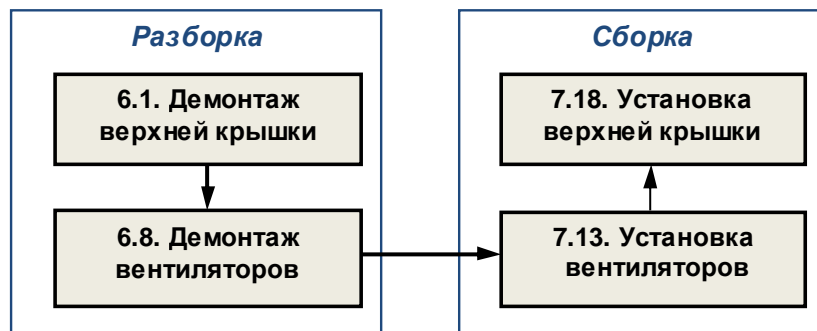 Разборка
6.1. Демонтаж
верхней крышки
6.8. Демонтаж
вентиляторов
Сборка
7.18. Установка
верхней крышки
7.13. Установка
вентиляторов